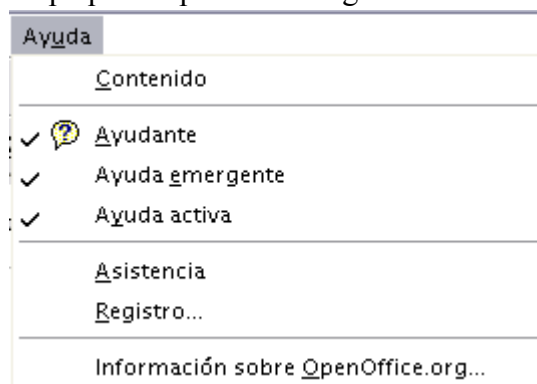 Ayuda
Contenido
Ayudante
Ayuda emergente
Ayuda activa
Asistencia
Registro...
Información sobre OpenOffice.org...